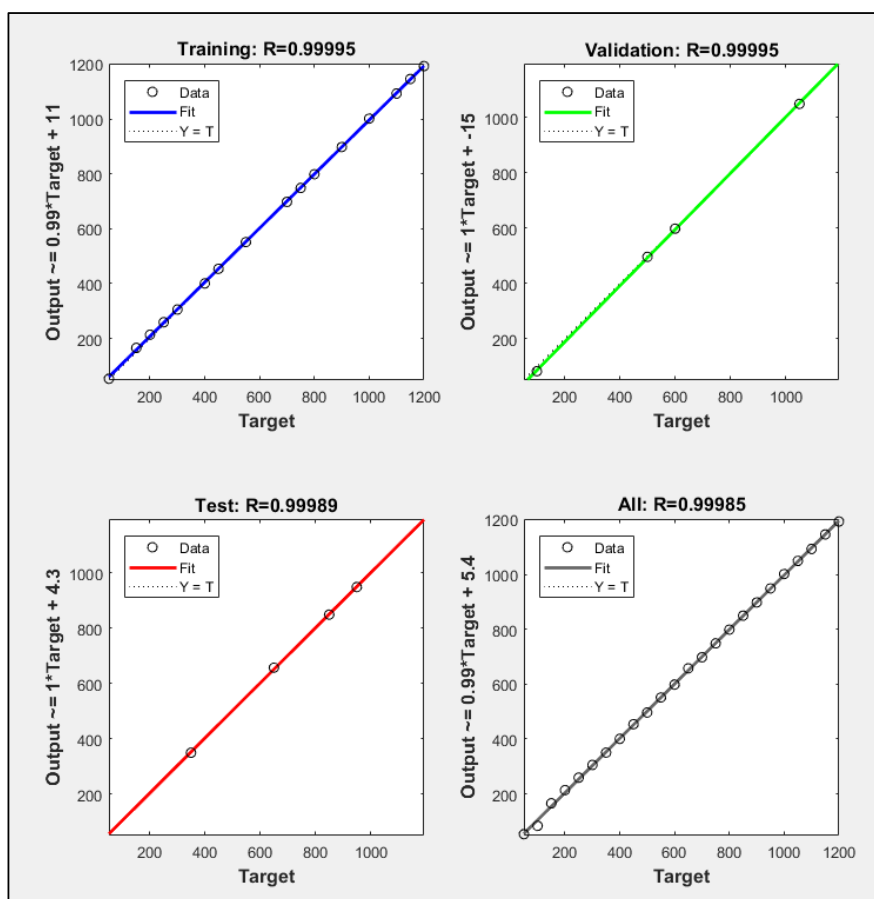 Training: R=0.99995
Output ~= 0.99*Target + 11
1200
1000
800
600
400
200
Data
Fit
Y = T
200 400 600 800 1000 1200
Target
Validation: R=0.99995
Output ~= 1*Target + -15
1000
800
600
400
200
Data
Fit
Y = T
200 400 600 800 1000
Target
Test: R=0.99989
Output ~= 1*Target + 4.3
1000
800
600
400
200
Data
Fit
Y = T
200 400 600 800 1000
Target
All: R=0.99985
Output ~= 0.99*Target + 5.4
1200
1000
800
600
400
200
Data
Fit
Y = T
200 400 600 800 1000 1200
Target